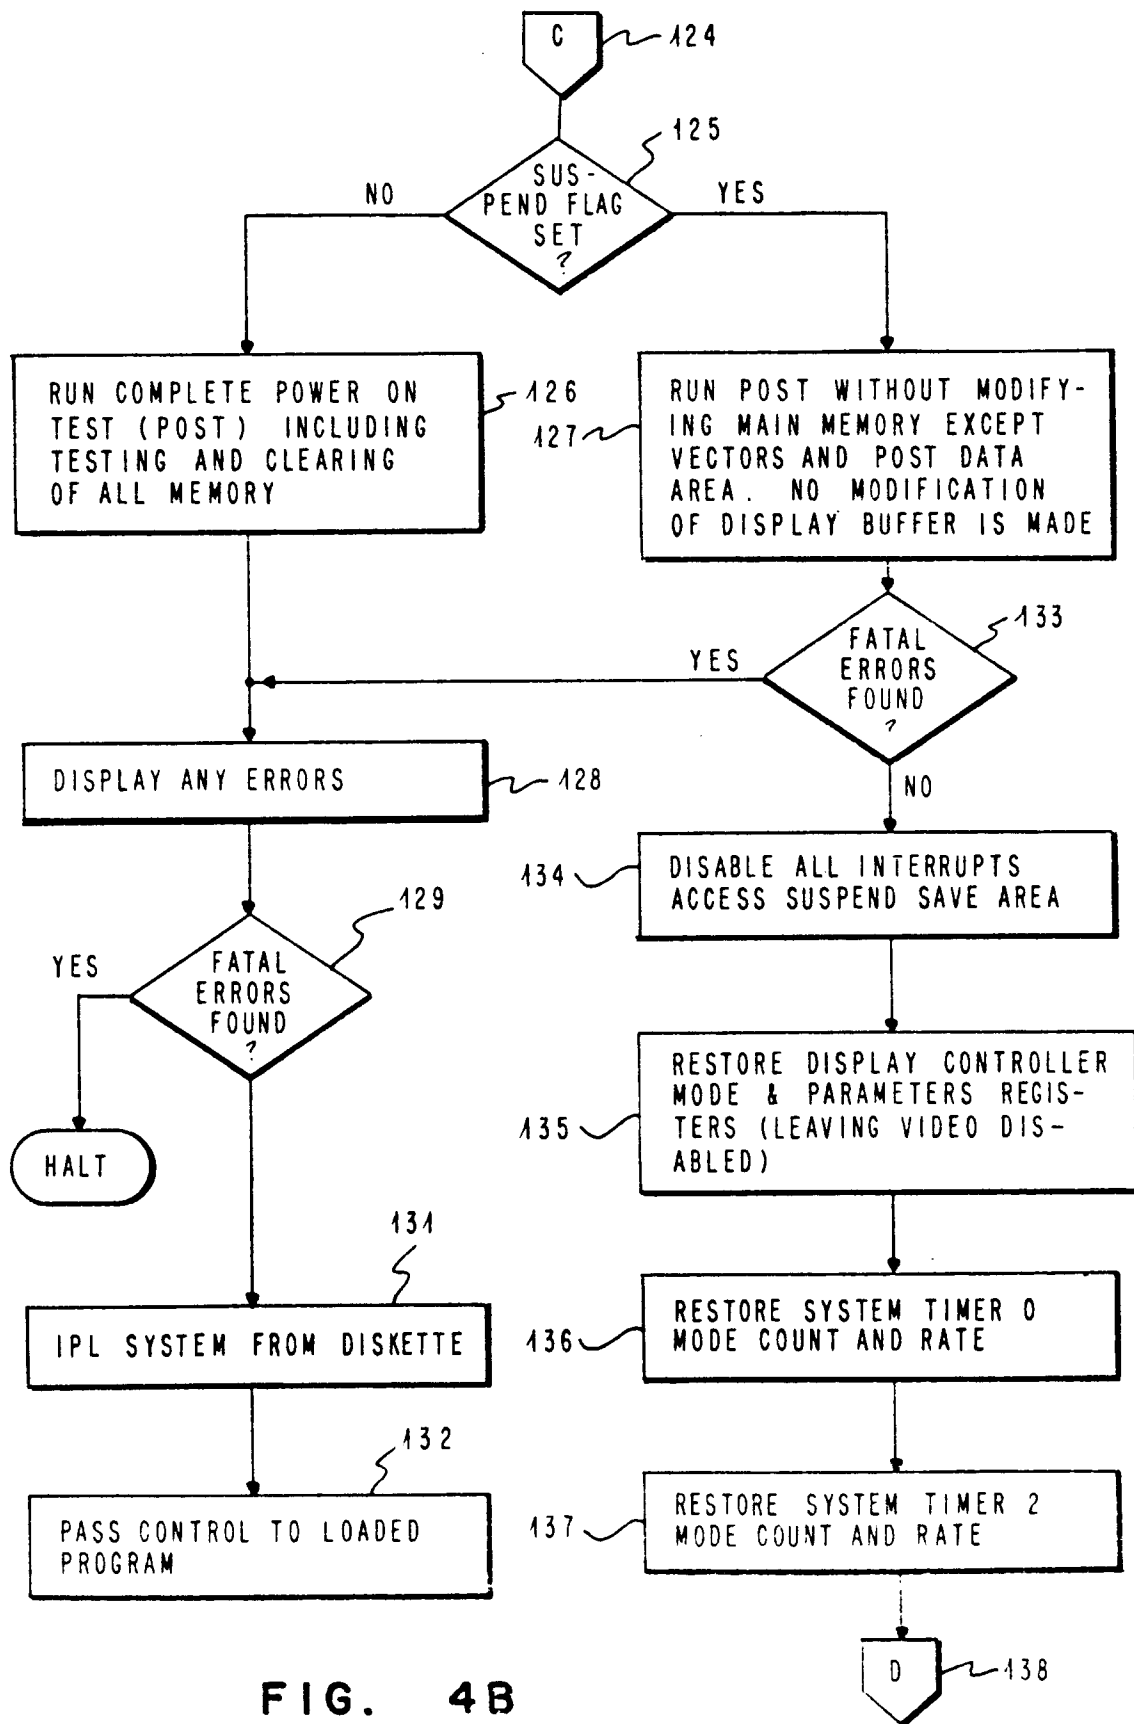 C
124
125
SUS-
PEND FLAG
SET
?
NO
YES
RUN COMPLETE POWER ON
TEST (POST) INCLUDING
TESTING AND CLEARING
OF ALL MEMORY
126
127
RUN POST WITHOUT MODIFY-
ING MAIN MEMORY EXCEPT
VECTORS AND POST DATA
AREA. NO MODIFICATION
OF DISPLAY BUFFER IS MADE
133
FATAL
ERRORS
FOUND
?
YES
NO
DISPLAY ANY ERRORS
128
134
DISABLE ALL INTERRUPTS
ACCESS SUSPEND SAVE AREA
129
FATAL
ERRORS
FOUND
?
YES
HALT
135
RESTORE DISPLAY CONTROLLER
MODE & PARAMETERS REGIS-
TERS (LEAVING VIDEO DIS-
ABLED)
131
IPL SYSTEM FROM DISKETTE
136
RESTORE SYSTEM TIMER 0
MODE COUNT AND RATE
132
PASS CONTROL TO LOADED
PROGRAM
137
RESTORE SYSTEM TIMER 2
MODE COUNT AND RATE
D
138
FIG. 4B